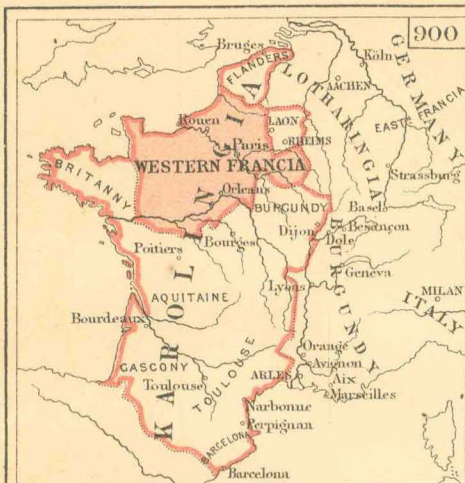 900
Bruges
FLANDERS
Köln
GERMANY
LOTHARINGIA
AACHEN
EAST FRANCIA
Rouen
LAON
RHEIMS
Paris
WESTERN FRANCIA
Strassburg
BRITANNY
Orleans
BURGUNDY
Basel
Besançon
Dijon
Dole
Bourges
Poitiers
KAROLINGIA
BURGUNDY
Geneva
AQUITAINE
Lyons
MILAN
ITALY
Bourdeaux
GASCONY
Toulouse
TOULOUSE
Orange
Avignon
ARLES
Aix
Marseilles
Narbonne
Perpignan
BARCELONA
Barcelona